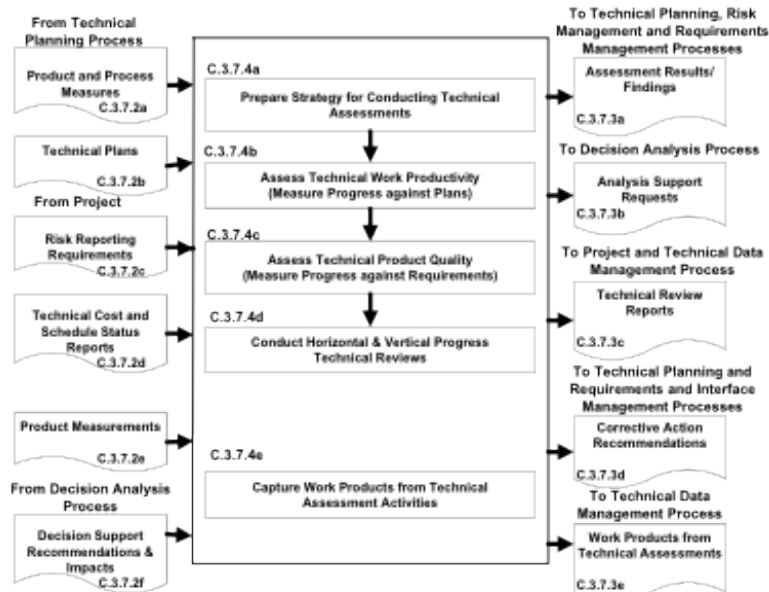 From Technical
Planning Process
Product and Process
Measures
C.3.7.2a
Technical Plans
C.3.7.2b
From Project
Risk Reporting
Requirements
C.3.7.2c
Technical Cost and
Schedule Status
Reports
C.3.7.2d
Product Measurements
C.3.7.2e
From Decision Analysis
Process
Decision Support
Recommendations &
Impacts
C.3.7.2f
C.3.7.4a
Prepare Strategy for Conducting Technical
Assessments
C.3.7.4b
Assess Technical Work Productivity
(Measure Progress against Plans)
C.3.7.4c
Assess Technical Product Quality
(Measure Progress against Requirements)
C.3.7.4d
Conduct Horizontal & Vertical Progress
Technical Reviews
C.3.7.4e
Capture Work Products from Technical
Assessment Activities
To Technical Planning, Risk
Management and Requirements
Management Processes
Assessment Results/
Findings
C.3.7.3a
To Decision Analysis Process
Analysis Support
Requests
C.3.7.3b
To Project and Technical Data
Management Process
Technical Review
Reports
C.3.7.3c
To Technical Planning and
Requirements and Interface
Management Processes
Corrective Action
Recommendations
C.3.7.3d
To Technical Data
Management Process
Work Products from
Technical Assessments
C.3.7.3e